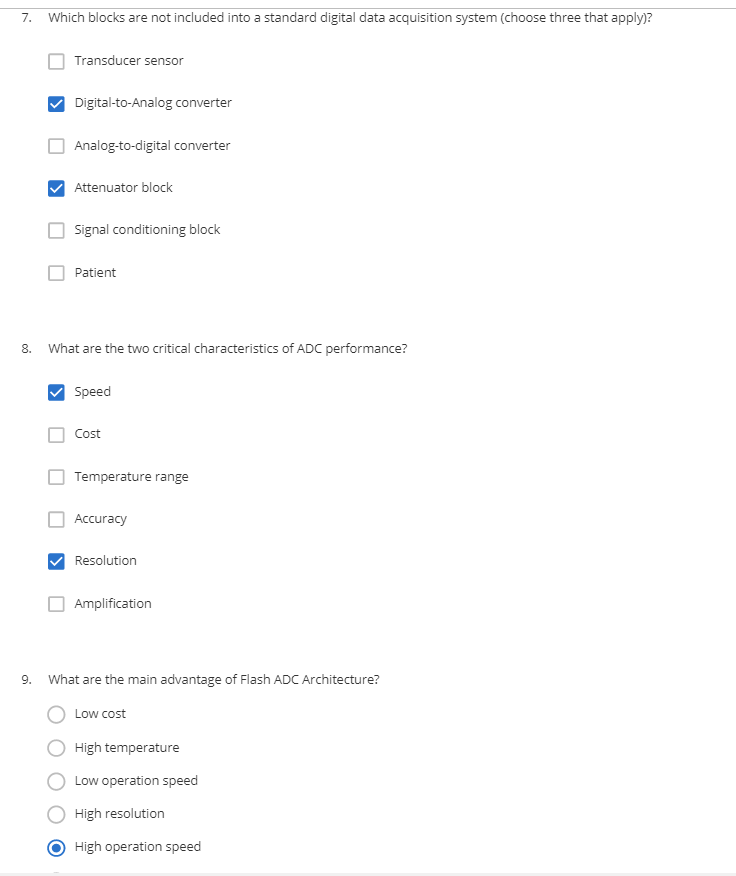 7. Which blocks are not included into a standard digital data acquisition system (choose three that apply)?
Transducer sensor
Digital-to-Analog converter
Analog-to-digital converter
Attenuator block
Signal conditioning block
Patient
8. What are the two critical characteristics of ADC performance?
Speed
Cost
Temperature range
Accuracy
Resolution
Amplification
9. What are the main advantage of Flash ADC Architecture?
Low cost
High temperature
Low operation speed
High resolution
High operation speed